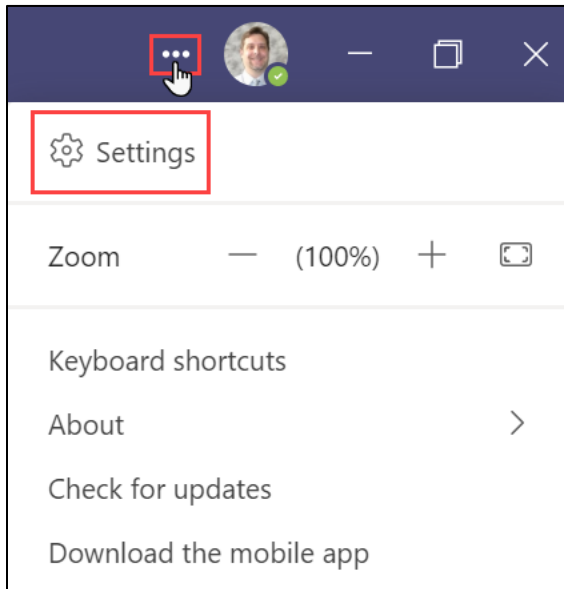 Settings
Zoom — (100%) +
Keyboard shortcuts
About
Check for updates
Download the mobile app